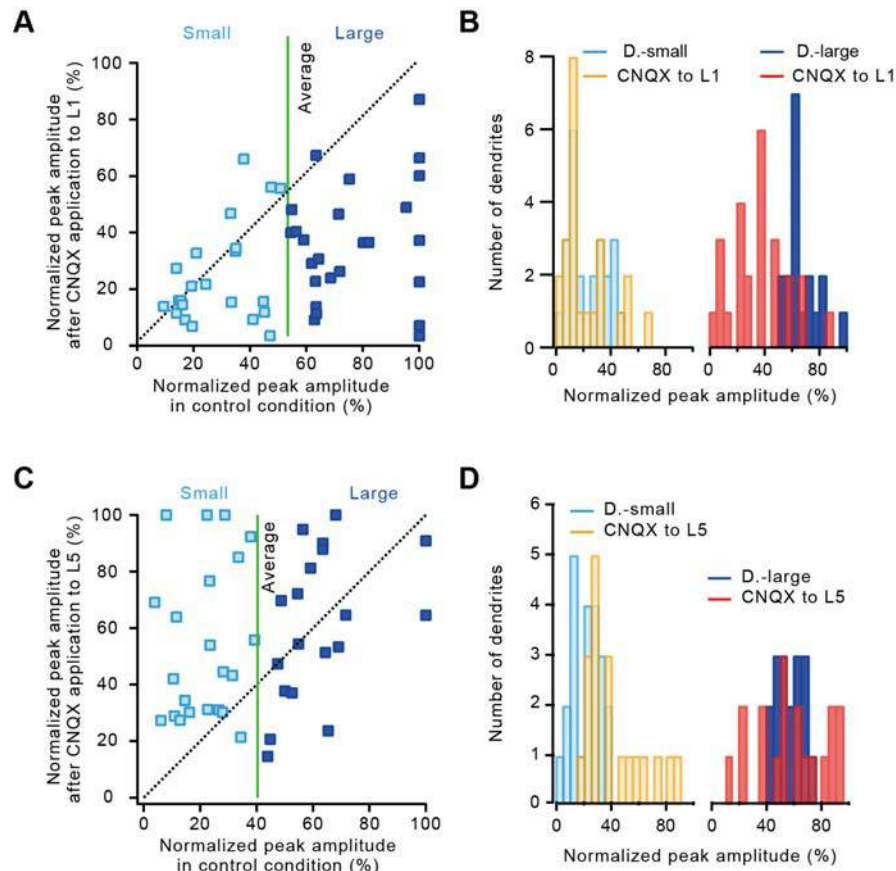 A
Small
Large
Average
Normalized peak amplitude
after CNQX application to L1 (%)
100
80
60
40
20
0
0 20 40 60 80 100
Normalized peak amplitude
in control condition (%)
B
D.-small
CNQX to L1
D.-large
CNQX to L1
Number of dendrites
8
6
4
2
0
0 40 80 0 40 80
Normalized peak amplitude (%)
C
Small
Large
Average
Normalized peak amplitude
after CNQX application to L5 (%)
100
80
60
40
20
0
0 20 40 60 80 100
Normalized peak amplitude
in control condition (%)
D
D.-small
CNQX to L5
D.-large
CNQX to L5
Number of dendrites
6
5
4
3
2
1
0
0 40 80 0 40 80
Normalized peak amplitude (%)